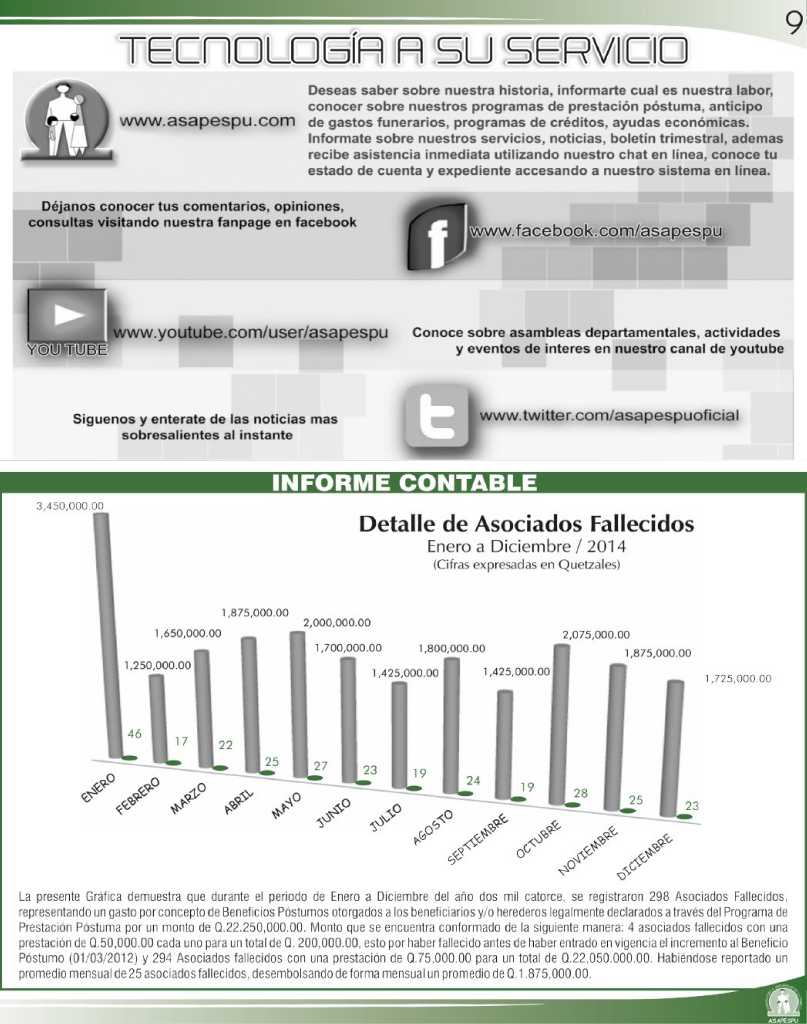 9
TECNOLOGÍA A SU SERVICIO
www.asapespu.com
Deseas saber sobre nuestra historia, informarte cual es nuestra labor,
conocer sobre nuestros programas de prestación póstuma, anticipo
de gastos funerarios, programas de créditos, ayudas económicas.
Informate sobre nuestros servicios, noticias, boletín trimestral, ademas
recibe asistencia inmediata utilizando nuestro chat en línea, conoce tu
estado de cuenta y expediente accesando a nuestro sistema en línea.
Déjanos conocer tus comentarios, opiniones,
consultas visitando nuestra fanpage en facebook
f
www.facebook.com/asapespu
YOU TUBE
www.youtube.com/user/asapespu
Conoce sobre asambleas departamentales, actividades
y eventos de interes en nuestro canal de youtube
Siguenos y enterate de las noticias mas
sobresalientes al instante
t
www.twitter.com/asapespuoficial
INFORME CONTABLE
Detalle de Asociados Fallecidos
Enero a Diciembre / 2014
(Cifras expresadas en Quetzales)
3,450,000.00
1,250,000.00
1,650,000.00
1,875,000.00
2,000,000.00
1,700,000.00
1,425,000.00
1,800,000.00
1,425,000.00
2,075,000.00
1,875,000.00
1,725,000.00
46
17
22
25
27
23
19
24
19
28
25
23
ENERO
FEBRERO
MARZO
ABRIL
MAYO
JUNIO
JULIO
AGOSTO
SEPTIEMBRE
OCTUBRE
NOVIEMBRE
DICIEMBRE
La presente Gráfica demuestra que durante el periodo de Enero a Diciembre del año dos mil catorce, se registraron 298 Asociados Fallecidos,
representando un gasto por concepto de Beneficios Póstumos otorgados a los beneficiarios y/o herederos legalmente declarados a través del Programa de
Prestación Póstuma por un monto de Q.22.250,000.00. Monto que se encuentra conformado de la siguiente manera: 4 asociados fallecidos con una
prestación de Q.50,000.00 cada uno para un total de Q. 200,000.00, esto por haber fallecido antes de haber entrado en vigencia el incremento al Beneficio
Póstumo (01/03/2012) y 294 Asociados fallecidos con una prestación de Q.75,000.00 para un total de Q.22,050.000.00. Habiéndose reportado un
promedio mensual de 25 asociados fallecidos, desembolsando de forma mensual un promedio de Q.1.875,000.00.
ASAPESPU